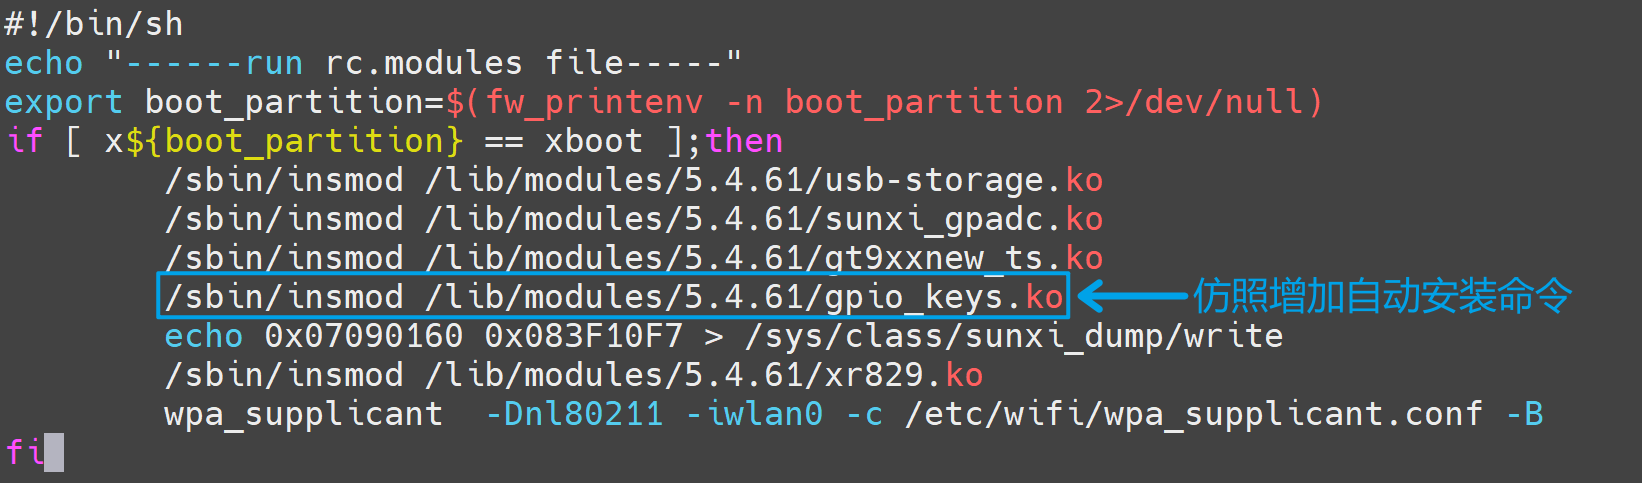 #!/bin/sh
echo "------run rc.modules file-----"
export boot_partition=$(fw_printenv -n boot_partition 2>/dev/null)
if [ x${boot_partition} == xboot ];then
/sbin/insmod /lib/modules/5.4.61/usb-storage.ko
/sbin/insmod /lib/modules/5.4.61/sunxi_gpadc.ko
/sbin/insmod /lib/modules/5.4.61/gt9xxnew_ts.ko
/sbin/insmod /lib/modules/5.4.61/gpio_keys.ko 仿照增加自动安装命令
echo 0x07090160 0x083F10F7 > /sys/class/sunxi_dump/write
/sbin/insmod /lib/modules/5.4.61/xr829.ko
wpa_supplicant  -Dnl80211 -iwlan0 -c /etc/wifi/wpa_supplicant.conf -B
fi